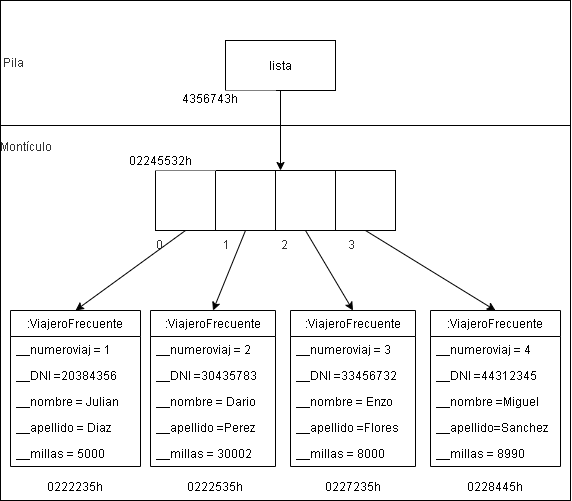 Pila
lista
4356743h
Montículo
02245532h
0 1 2 3
:ViajeroFrecuente
__numeroviaj = 1
__DNI =20384356
__nombre = Julian
__apellido = Diaz
__millas = 5000
0222235h
:ViajeroFrecuente
__numeroviaj = 2
__DNI =30435783
__nombre = Dario
__apellido =Perez
__millas = 30002
0222535h
:ViajeroFrecuente
__numeroviaj = 3
__DNI =33456732
__nombre = Enzo
__apellido =Flores
__millas = 8000
0227235h
:ViajeroFrecuente
__numeroviaj = 4
__DNI =44312345
__nombre =Miguel
__apellido=Sanchez
__millas = 8990
0228445h